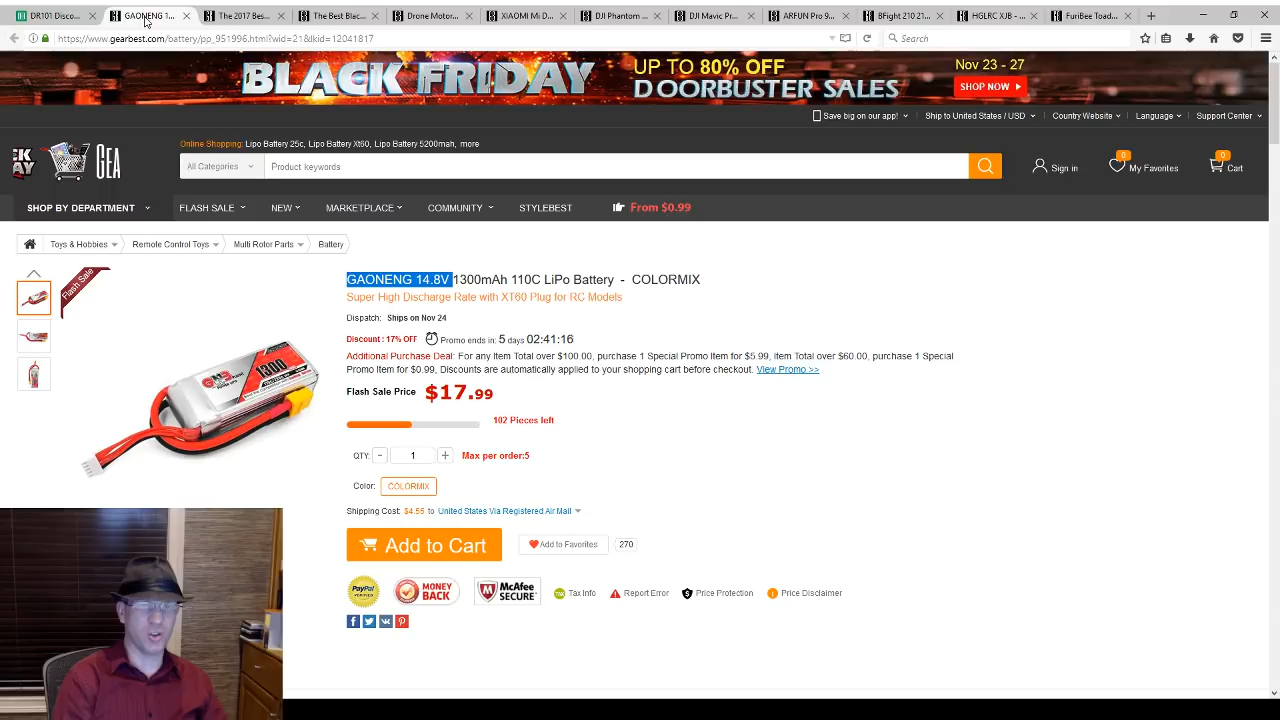 DR101 Disco...
GAONENG 1...
The 2017 Bes...
The Best Blac...
Drone Motor...
XIAOMI Mi D...
DJI Phantom ...
DJI Mavic Pr...
ARFUN Pro 9...
BFight 210 21...
HGLRC XJB - ...
FuriBee Toad...
https://www.gearbest.com/battery/pp_951996.html?wid=21&lkid=12041817
Search
BLACK FRIDAY
UP TO 80% OFF
DOORBUSTER SALES
Nov 23 - 27
SHOP NOW
Save big on our app!
Ship to United States / USD
Country Website
Language
Support Center
Online Shopping: Lipo Battery 25c, Lipo Battery Xt60, Lipo Battery 5200mah, more
CK
AY
GEA
All Categories
Product keywords
Sign in
0
My Favorites
0
Cart
SHOP BY DEPARTMENT
FLASH SALE
NEW
MARKETPLACE
COMMUNITY
STYLEBEST
From $0.99
Toys & Hobbies
Remote Control Toys
Multi Rotor Parts
Battery
Flash Sale
1300
GAONENG 14.8V 1300mAh 110C LiPo Battery - COLORMIX
Super High Discharge Rate with XT60 Plug for RC Models
Dispatch: Ships on Nov 24
Discount : 17% OFF Promo ends in: 5 days 02:41:16
Additional Purchase Deal: For any Item Total over $100.00, purchase 1 Special Promo Item for $5.99, Item Total over $60.00, purchase 1 Special
Promo Item for $0.99, Discounts are automatically applied to your shopping cart before checkout. View Promo >>
Flash Sale Price $17.99
102 Pieces left
QTY: - 1 + Max per order:5
Color: COLORMIX
Shipping Cost: $4.55 to United States Via Registered Air Mail
Add to Cart
Add to Favorites
270
PayPal
VERIFIED
MONEY
BACK
McAfee
SECURE
TAX
Tax Info
Report Error
Price Protection
Price Disclaimer